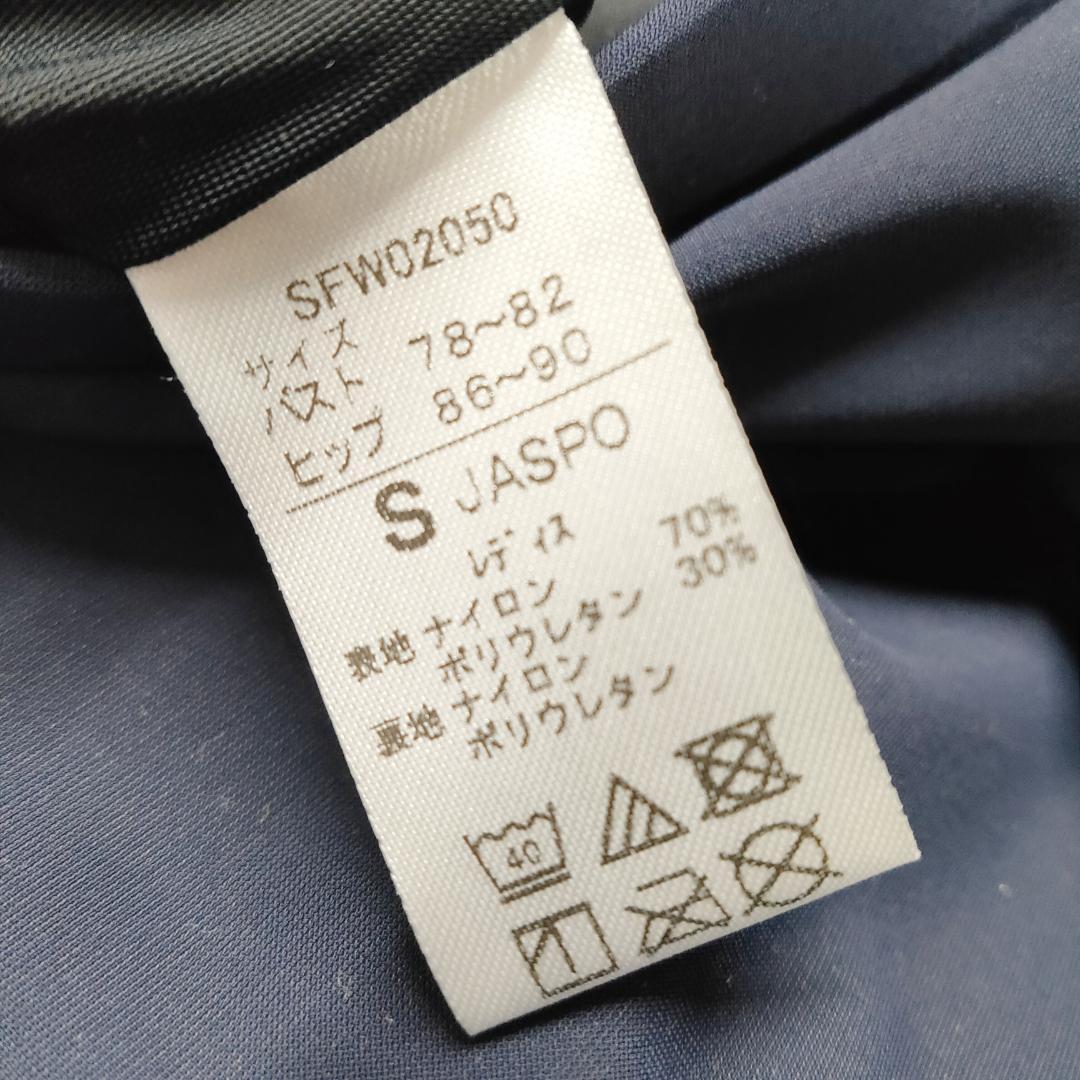 SFW02050
サイズ
バスト 78~82
ヒップ 86~90
S JASPO
レディス
表地 ナイロン 70%
ポリウレタン 30%
裏地 ナイロン
ポリウレタン
40